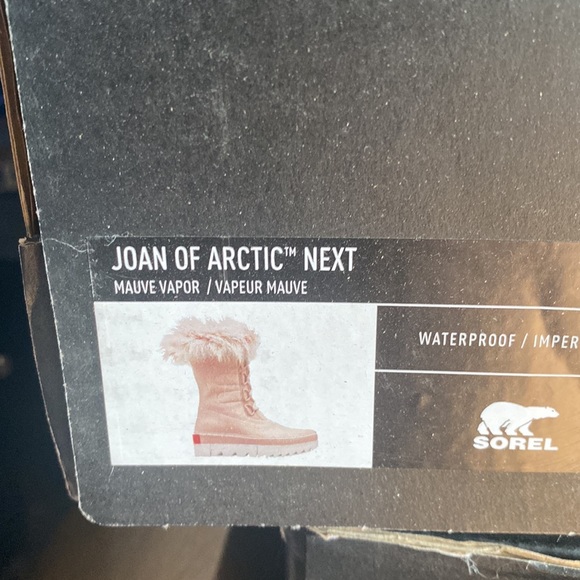 JOAN OF ARCTIC™ NEXT
MAUVE VAPOR / VAPEUR MAUVE
WATERPROOF / IMPER
SOREL